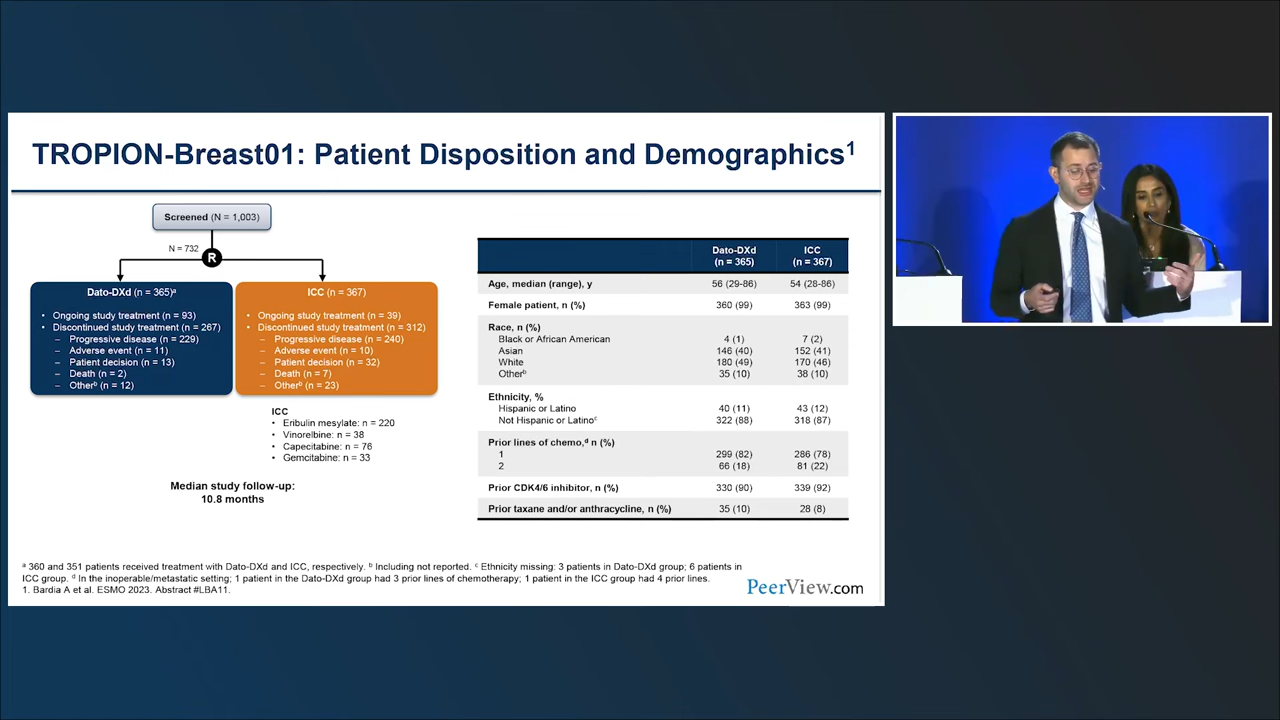 TROPION-Breast01: Patient Disposition and Demographics¹
Screened (N = 1,003)
N = 732
R
Dato-DXd (n = 365)ᵃ
• Ongoing study treatment (n = 93)
• Discontinued study treatment (n = 267)
– Progressive disease (n = 229)
– Adverse event (n = 11)
– Patient decision (n = 13)
– Death (n = 2)
– Otherᵇ (n = 12)
ICC (n = 367)
• Ongoing study treatment (n = 39)
• Discontinued study treatment (n = 312)
– Progressive disease (n = 240)
– Adverse event (n = 10)
– Patient decision (n = 32)
– Death (n = 7)
– Otherᵇ (n = 23)
ICC
• Eribulin mesylate: n = 220
• Vinorelbine: n = 38
• Capecitabine: n = 76
• Gemcitabine: n = 33
Median study follow-up:
10.8 months
Dato-DXd (n = 365) ICC (n = 367)
Age, median (range), y 56 (29-86) 54 (28-86)
Female patient, n (%) 360 (99) 363 (99)
Race, n (%)
Black or African American 4 (1) 7 (2)
Asian 146 (40) 152 (41)
White 180 (49) 170 (46)
Otherᵇ 35 (10) 38 (10)
Ethnicity, %
Hispanic or Latino 40 (11) 43 (12)
Not Hispanic or Latinoᶜ 322 (88) 318 (87)
Prior lines of chemo,ᵈ n (%)
1 299 (82) 286 (78)
2 66 (18) 81 (22)
Prior CDK4/6 inhibitor, n (%) 330 (90) 339 (92)
Prior taxane and/or anthracycline, n (%) 35 (10) 28 (8)
ᵃ 360 and 351 patients received treatment with Dato-DXd and ICC, respectively. ᵇ Including not reported. ᶜ Ethnicity missing: 3 patients in Dato-DXd group; 6 patients in
ICC group. ᵈ In the inoperable/metastatic setting; 1 patient in the Dato-DXd group had 3 prior lines of chemotherapy; 1 patient in the ICC group had 4 prior lines.
1. Bardia A et al. ESMO 2023. Abstract #LBA11.
PeerView.com